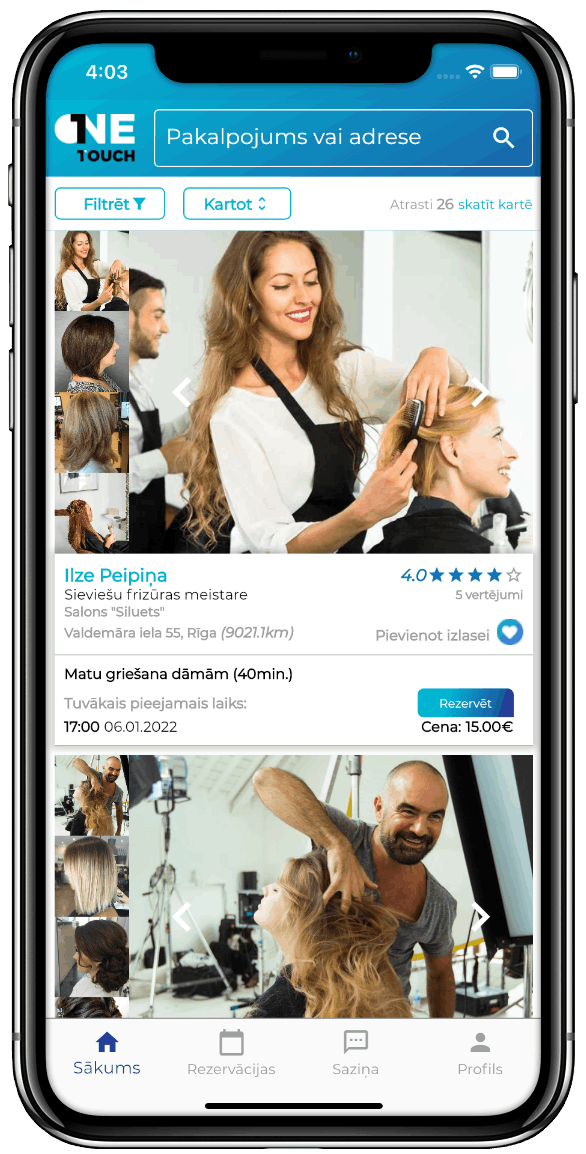 4:03
ONE
TOUCH
Pakalpojums vai adrese
Filtrēt
Kartot
Atrasti 26 skatīt kartē
Ilze Peipiņa
4.0
Sieviešu frizūras meistare
5 vertējumi
Salons "Siluets"
Valdemāra iela 55, Rīga (9021.1km)
Pievienot izlasei
Matu griešana dāmām (40min.)
Tuvākais pieejamais laiks:
Rezervēt
17:00 06.01.2022
Cena: 15.00€
Sākums
Rezervācijas
Saziņa
Profils